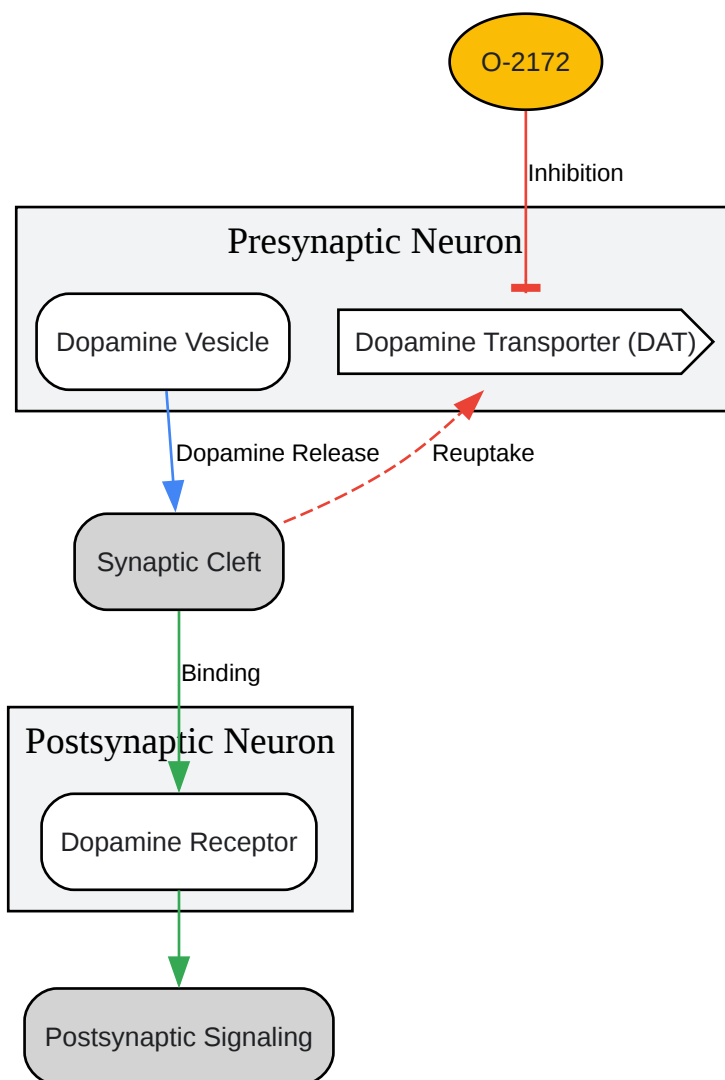 O-2172
Inhibition
Presynaptic Neuron
Dopamine Vesicle
Dopamine Transporter (DAT)
Dopamine Release
Reuptake
Synaptic Cleft
Binding
Postsynaptic Neuron
Dopamine Receptor
Postsynaptic Signaling